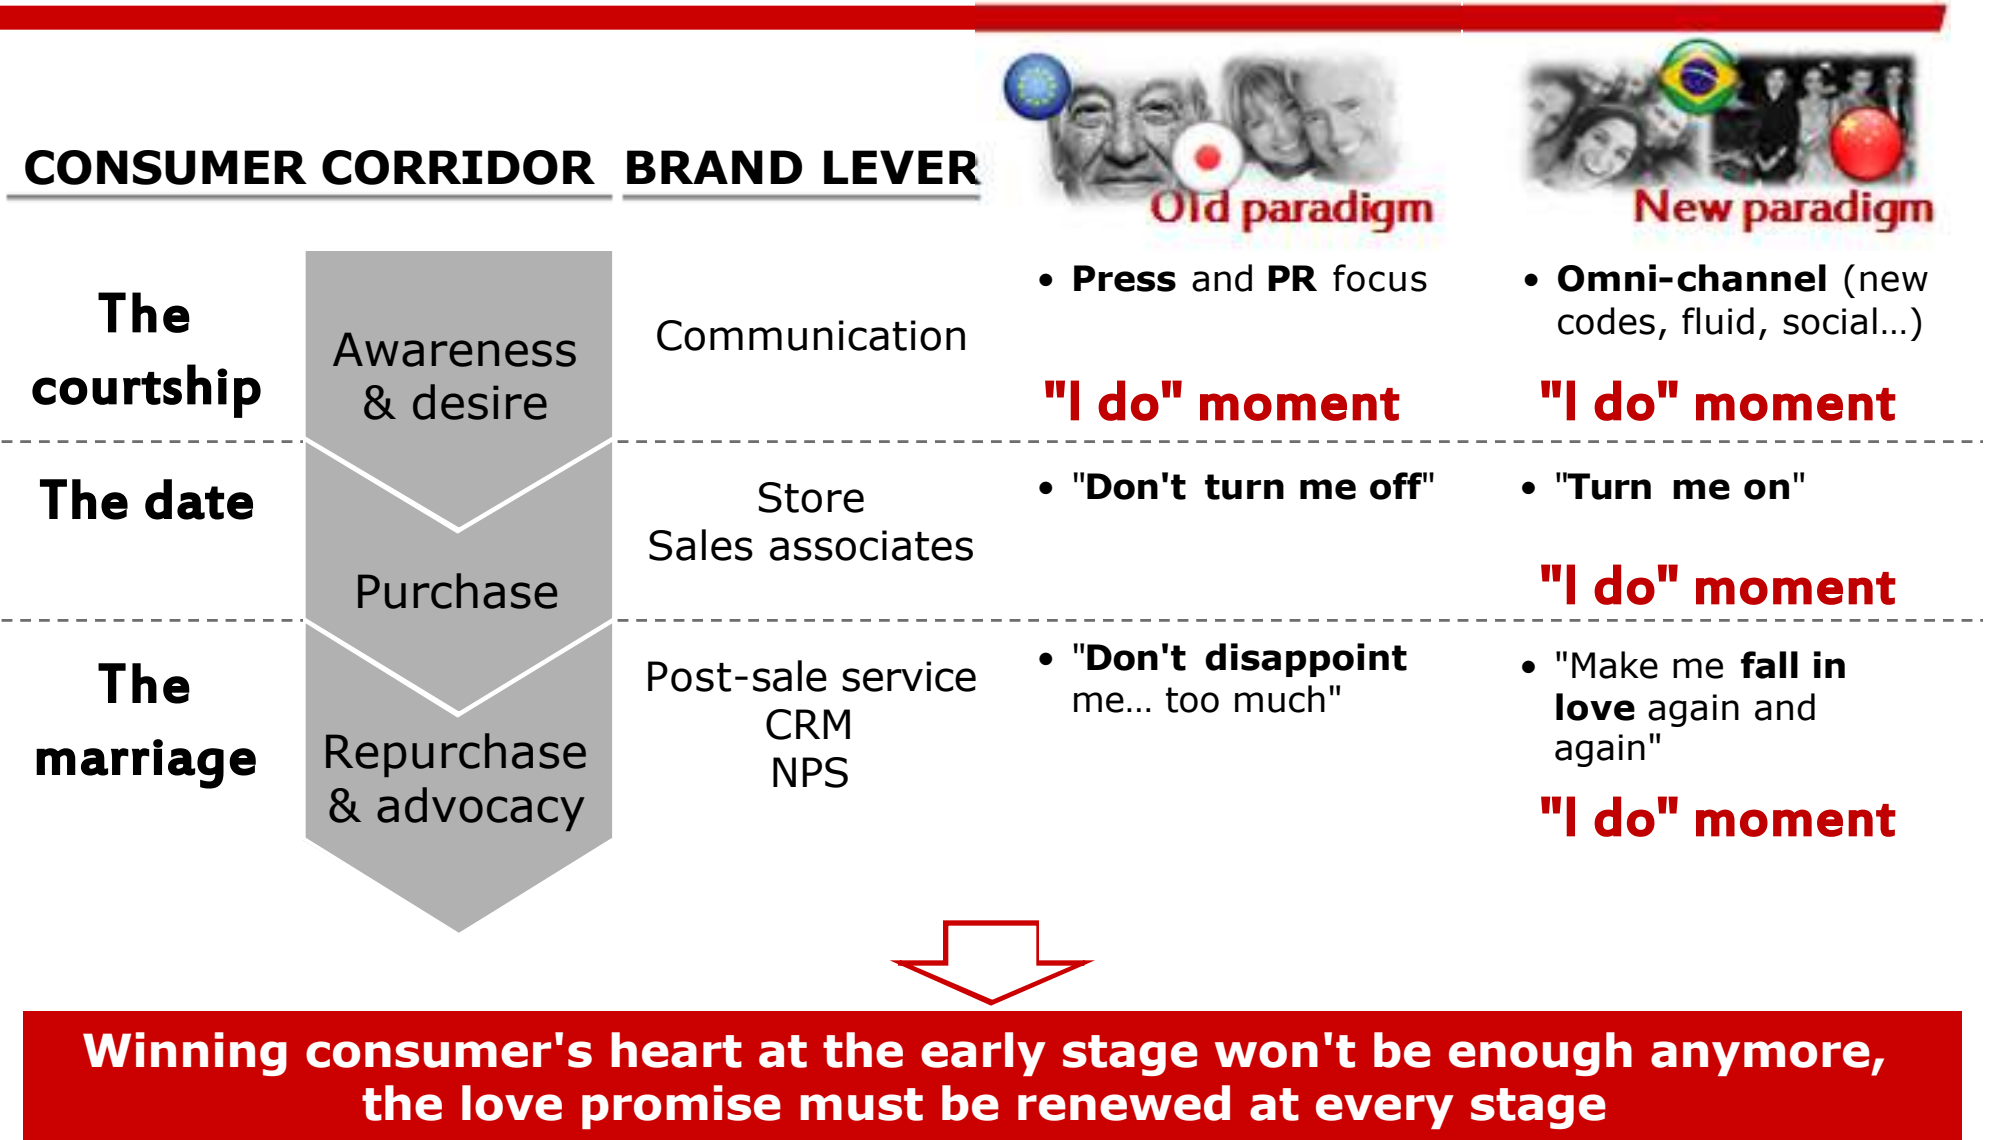 CONSUMER CORRIDOR
BRAND LEVER
Old paradigm
New paradigm
The
courtship
Awareness
& desire
Communication
• Press and PR focus
"I do" moment
• Omni-channel (new
codes, fluid, social...)
"I do" moment
The date
Purchase
Store
Sales associates
• "Don't turn me off"
• "Turn me on"
"I do" moment
The
marriage
Repurchase
& advocacy
Post-sale service
CRM
NPS
• "Don't disappoint
me... too much"
• "Make me fall in
love again and
again"
"I do" moment
Winning consumer's heart at the early stage won't be enough anymore,
the love promise must be renewed at every stage